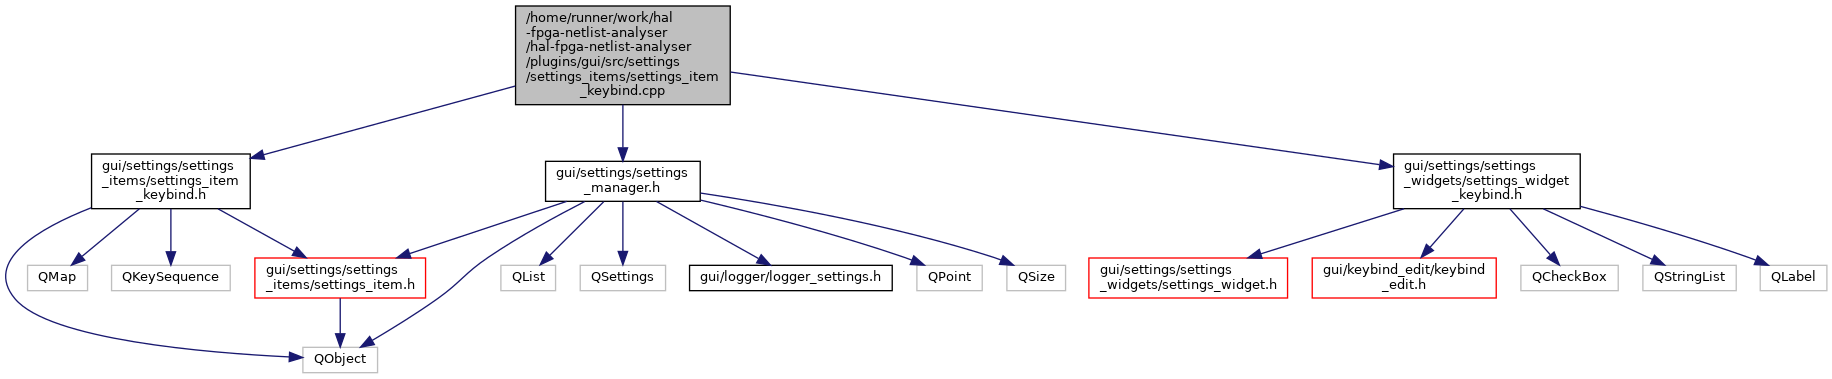 /home/runner/work/hal
-fpga-netlist-analyser
/hal-fpga-netlist-analyser
/plugins/gui/src/settings
/settings_items/settings_item
_keybind.cpp
gui/settings/settings
_items/settings_item
_keybind.h
gui/settings/settings
_manager.h
gui/settings/settings
_widgets/settings_widget
_keybind.h
QMap
QKeySequence
gui/settings/settings
_items/settings_item.h
QList
QSettings
gui/logger/logger_settings.h
QPoint
QSize
gui/settings/settings
_widgets/settings_widget.h
gui/keybind_edit/keybind
_edit.h
QCheckBox
QStringList
QLabel
QObject